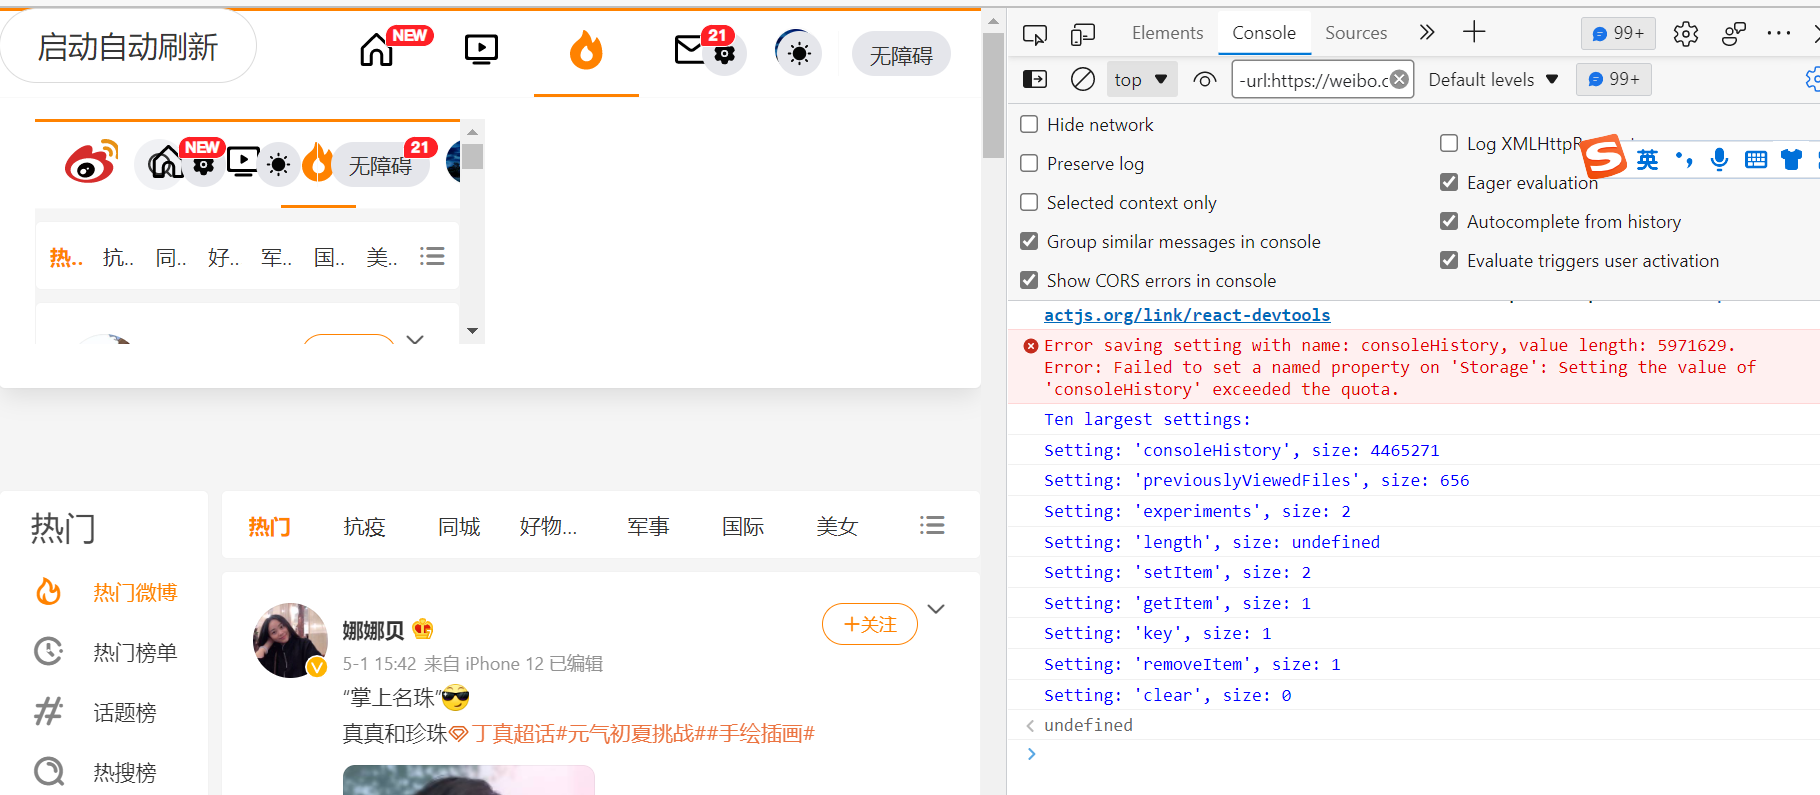 启动自动刷新
NEW
21
无障碍
NEW
无障碍
21
热..
抗..
同..
好..
军..
国..
美..
热门
热门微博
热门榜单
话题榜
热搜榜
热门
抗疫
同城
好物...
军事
国际
美女
娜娜贝
+关注
5-1 15:42 来自 iPhone 12 已编辑
“掌上名珠”
真真和珍珠 丁真超话#元气初夏挑战##手绘插画#
Elements
Console
Sources
99+
top
-url:https://weibo.c
Default levels
99+
Hide network
Preserve log
Selected context only
Group similar messages in console
Show CORS errors in console
Log XMLHttpR
英
Eager evaluation
Autocomplete from history
Evaluate triggers user activation
actjs.org/link/react-devtools
Error saving setting with name: consoleHistory, value length: 5971629.
Error: Failed to set a named property on 'Storage': Setting the value of
'consoleHistory' exceeded the quota.
Ten largest settings:
Setting: 'consoleHistory', size: 4465271
Setting: 'previouslyViewedFiles', size: 656
Setting: 'experiments', size: 2
Setting: 'length', size: undefined
Setting: 'setItem', size: 2
Setting: 'getItem', size: 1
Setting: 'key', size: 1
Setting: 'removeItem', size: 1
Setting: 'clear', size: 0
undefined